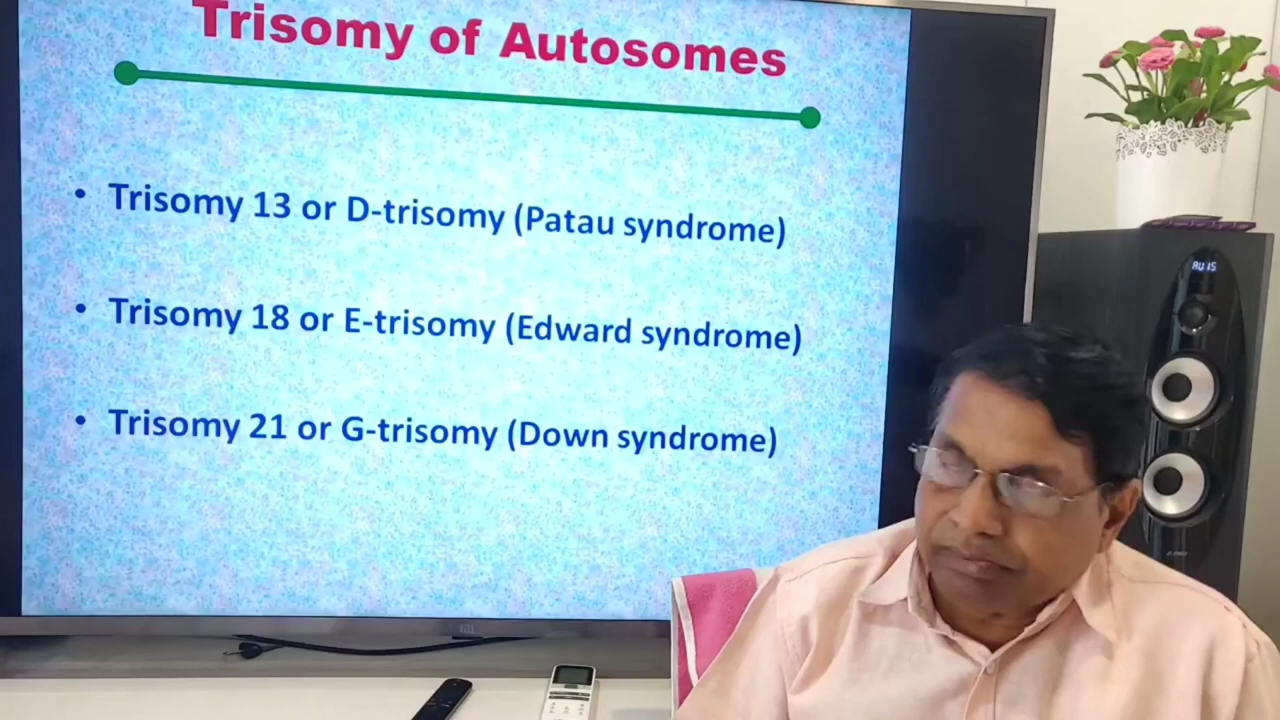 Trisomy of Autosomes
• Trisomy 13 or D-trisomy (Patau syndrome)
• Trisomy 18 or E-trisomy (Edward syndrome)
• Trisomy 21 or G-trisomy (Down syndrome)